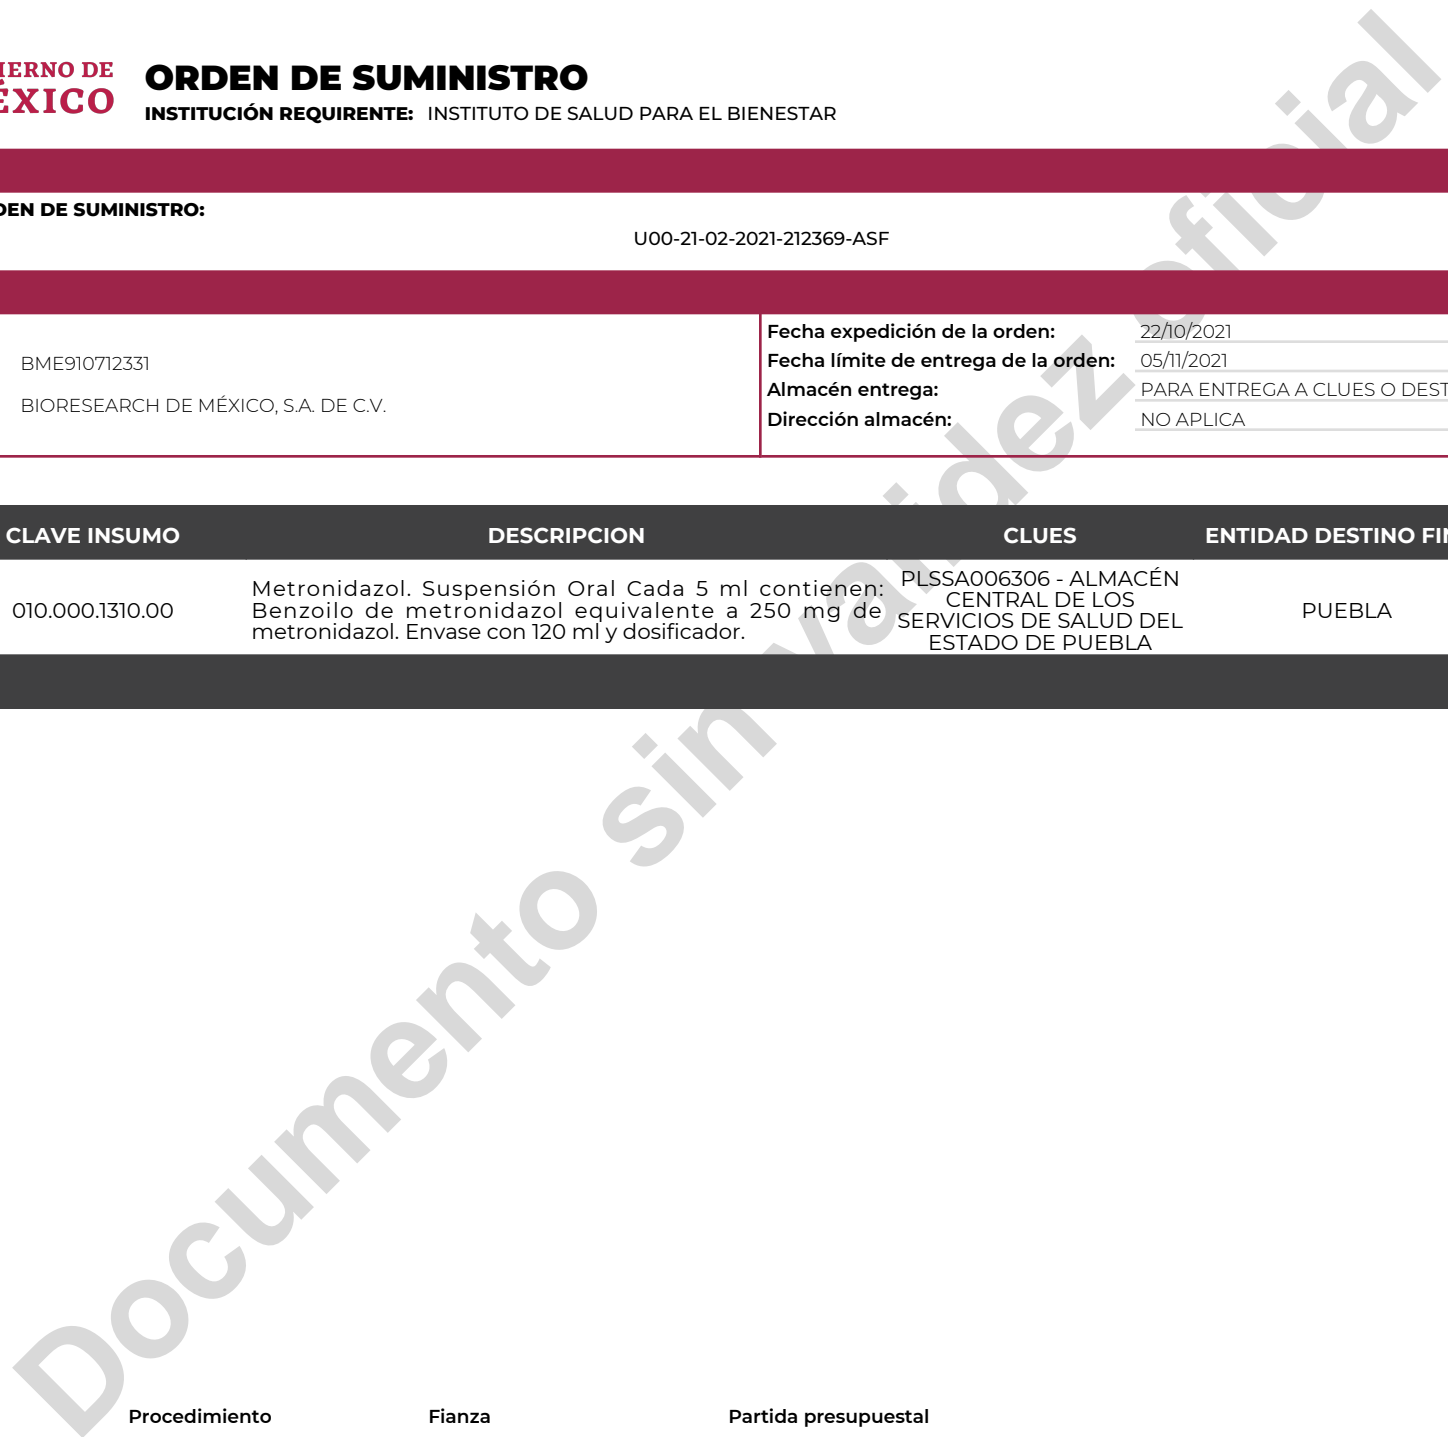 IERNO DE
ÉXICO
ORDEN DE SUMINISTRO
INSTITUCIÓN REQUIRENTE: INSTITUTO DE SALUD PARA EL BIENESTAR
DEN DE SUMINISTRO:
U00-21-02-2021-212369-ASF
BME910712331
BIORESEARCH DE MÉXICO, S.A. DE C.V.
Fecha expedición de la orden: 22/10/2021
Fecha límite de entrega de la orden: 05/11/2021
Almacén entrega: PARA ENTREGA A CLUES O DEST
Dirección almacén: NO APLICA
CLAVE INSUMO DESCRIPCION CLUES ENTIDAD DESTINO FIN
010.000.1310.00
Metronidazol. Suspensión Oral Cada 5 ml contienen:
Benzoilo de metronidazol equivalente a 250 mg de
metronidazol. Envase con 120 ml y dosificador.
PLSSA006306 - ALMACÉN
CENTRAL DE LOS
SERVICIOS DE SALUD DEL
ESTADO DE PUEBLA
PUEBLA
Documento sin validez oficial
Procedimiento Fianza Partida presupuestal